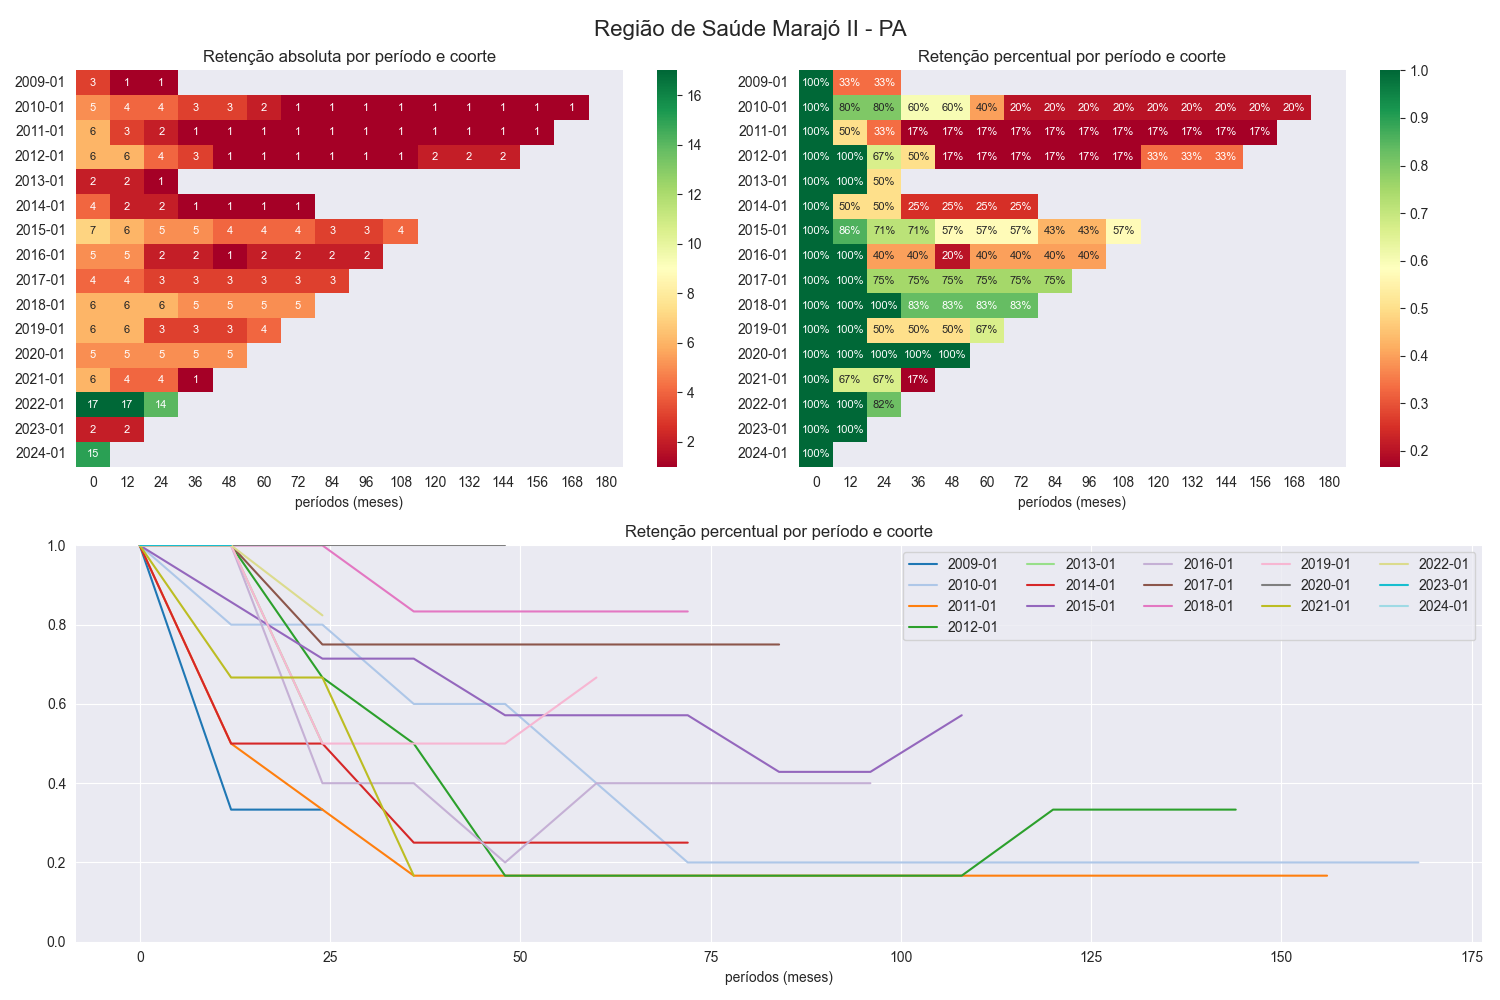 Região de Saúde Marajó II - PA
Retenção absoluta por período e coorte
2009-01 3 1 1
2010-01 5 4 4 3 3 2 1 1 1 1 1 1 1 1 1
2011-01 6 3 2 1 1 1 1 1 1 1 1 1 1 1
2012-01 6 6 4 3 1 1 1 1 1 1 2 2 2
2013-01 2 2 1
2014-01 4 2 2 1 1 1 1
2015-01 7 6 5 5 4 4 4 3 3 4
2016-01 5 5 2 2 1 2 2 2 2
2017-01 4 4 3 3 3 3 3 3
2018-01 6 6 6 5 5 5 5
2019-01 6 6 3 3 3 4
2020-01 5 5 5 5 5
2021-01 6 4 4 1
2022-01 17 17 14
2023-01 2 2
2024-01 15
0 12 24 36 48 60 72 84 96 108 120 132 144 156 168 180
períodos (meses)
16
14
12
10
8
6
4
2
Retenção percentual por período e coorte
2009-01 100% 33% 33%
2010-01 100% 80% 80% 60% 60% 40% 20% 20% 20% 20% 20% 20% 20% 20% 20%
2011-01 100% 50% 33% 17% 17% 17% 17% 17% 17% 17% 17% 17% 17% 17%
2012-01 100% 100% 67% 50% 17% 17% 17% 17% 17% 17% 33% 33% 33%
2013-01 100% 100% 50%
2014-01 100% 50% 50% 25% 25% 25% 25%
2015-01 100% 86% 71% 71% 57% 57% 57% 43% 43% 57%
2016-01 100% 100% 40% 40% 20% 40% 40% 40% 40%
2017-01 100% 100% 75% 75% 75% 75% 75% 75%
2018-01 100% 100% 100% 83% 83% 83% 83%
2019-01 100% 100% 50% 50% 50% 67%
2020-01 100% 100% 100% 100% 100%
2021-01 100% 67% 67% 17%
2022-01 100% 100% 82%
2023-01 100% 100%
2024-01 100%
0 12 24 36 48 60 72 84 96 108 120 132 144 156 168 180
períodos (meses)
1.0
0.9
0.8
0.7
0.6
0.5
0.4
0.3
0.2
Retenção percentual por período e coorte
1.0
0.8
0.6
0.4
0.2
0.0
2009-01 2013-01 2016-01 2019-01 2022-01
2010-01 2014-01 2017-01 2020-01 2023-01
2011-01 2015-01 2018-01 2021-01 2024-01
2012-01
0 25 50 75 100 125 150 175
períodos (meses)